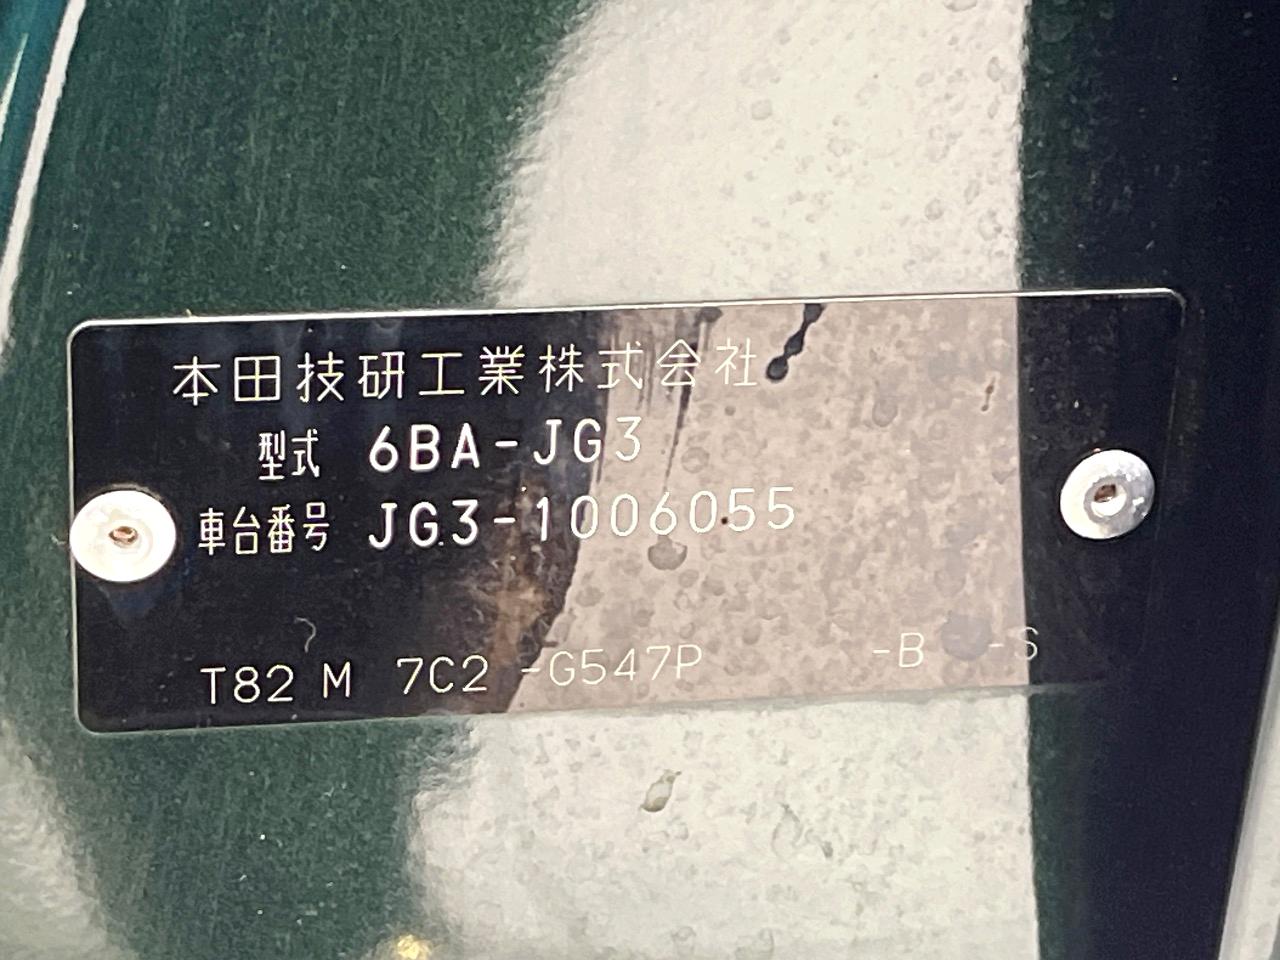 本田技研工業株式会社
型式 6BA-JG3
車台番号 JG3-1006055
T82 M 7C2 -G547P -B -S